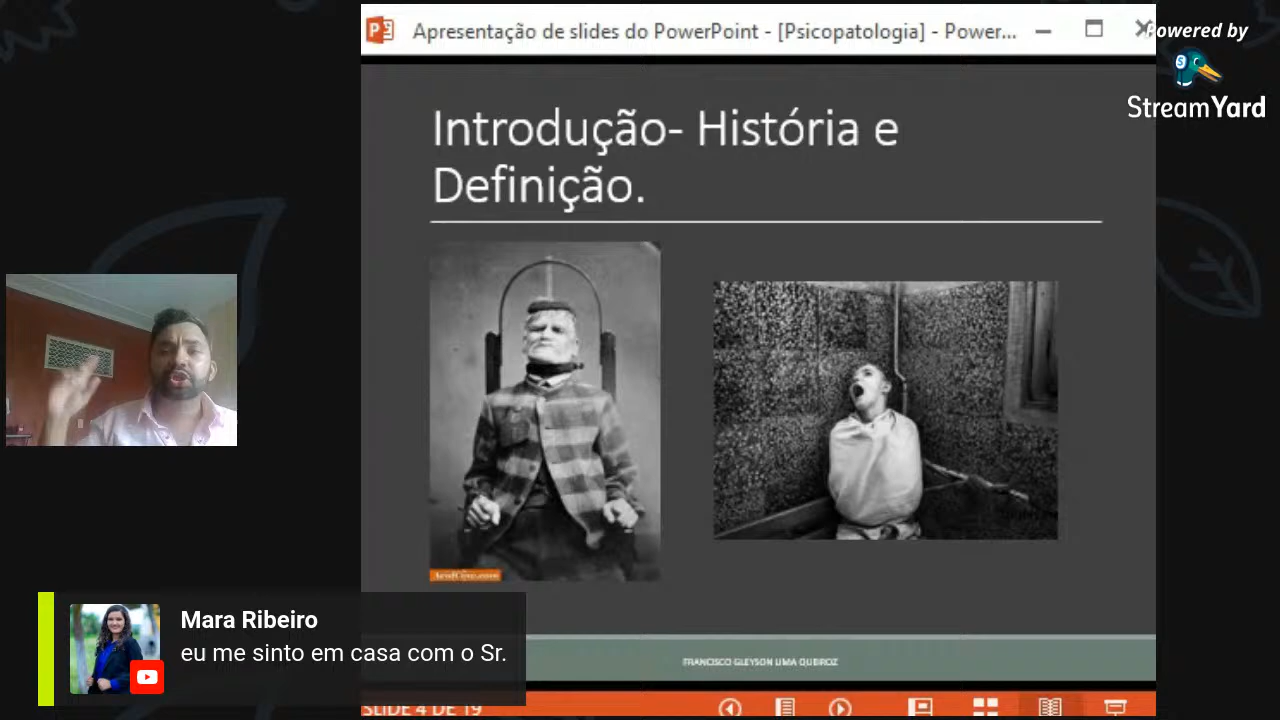 Apresentação de slides do PowerPoint - [Psicopatologia] - Power...
Powered by
StreamYard
Introdução- História e
Definição.
Mara Ribeiro
eu me sinto em casa com o Sr.
FRANCISCO GLEYSON LIMA QUEIROZ
SLIDE 4 DE 19